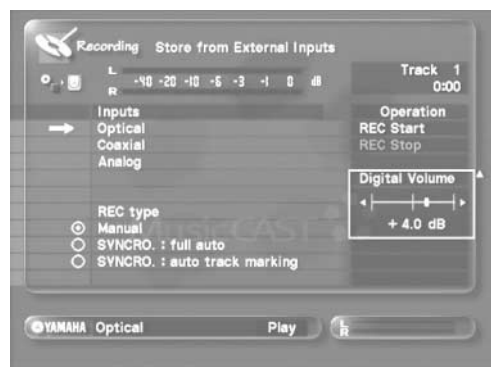 Recording Store from External Inputs
L
R
-40 -20 -10 -6 -3 -1 0 dB
Track 1
0:00
Inputs
Optical
Coaxial
Analog
REC type
Manual
SYNCRO. : full auto
SYNCRO. : auto track marking
Operation
REC Start
REC Stop
Digital Volume
+ 4.0 dB
MusicCAST
YAMAHA Optical Play
L
R